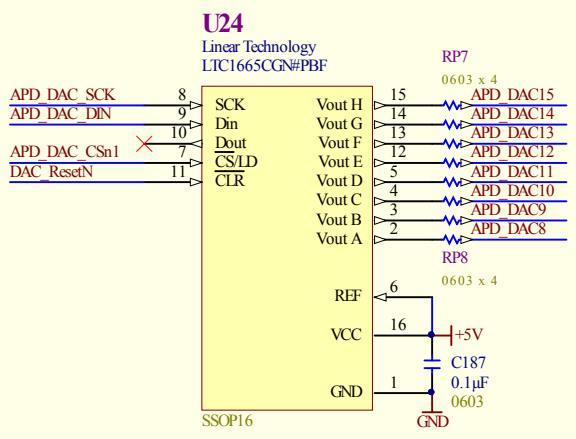 U24
Linear Technology
LTC1665CGN#PBF
RP7
0603 x 4
APD_DAC_SCK 8 SCK Vout H 15 APD_DAC15
APD_DAC_DIN 9 Din Vout G 14 APD_DAC14
10 Dout Vout F 13 APD_DAC13
APD_DAC_CSn1 7 CS/LD Vout E 12 APD_DAC12
DAC_ResetN 11 CLR Vout D 5 APD_DAC11
Vout C 4 APD_DAC10
Vout B 3 APD_DAC9
Vout A 2 APD_DAC8
RP8
0603 x 4
REF 6
VCC 16 +5V
C187
0.1µF
GND 1 0603
SSOP16 GND